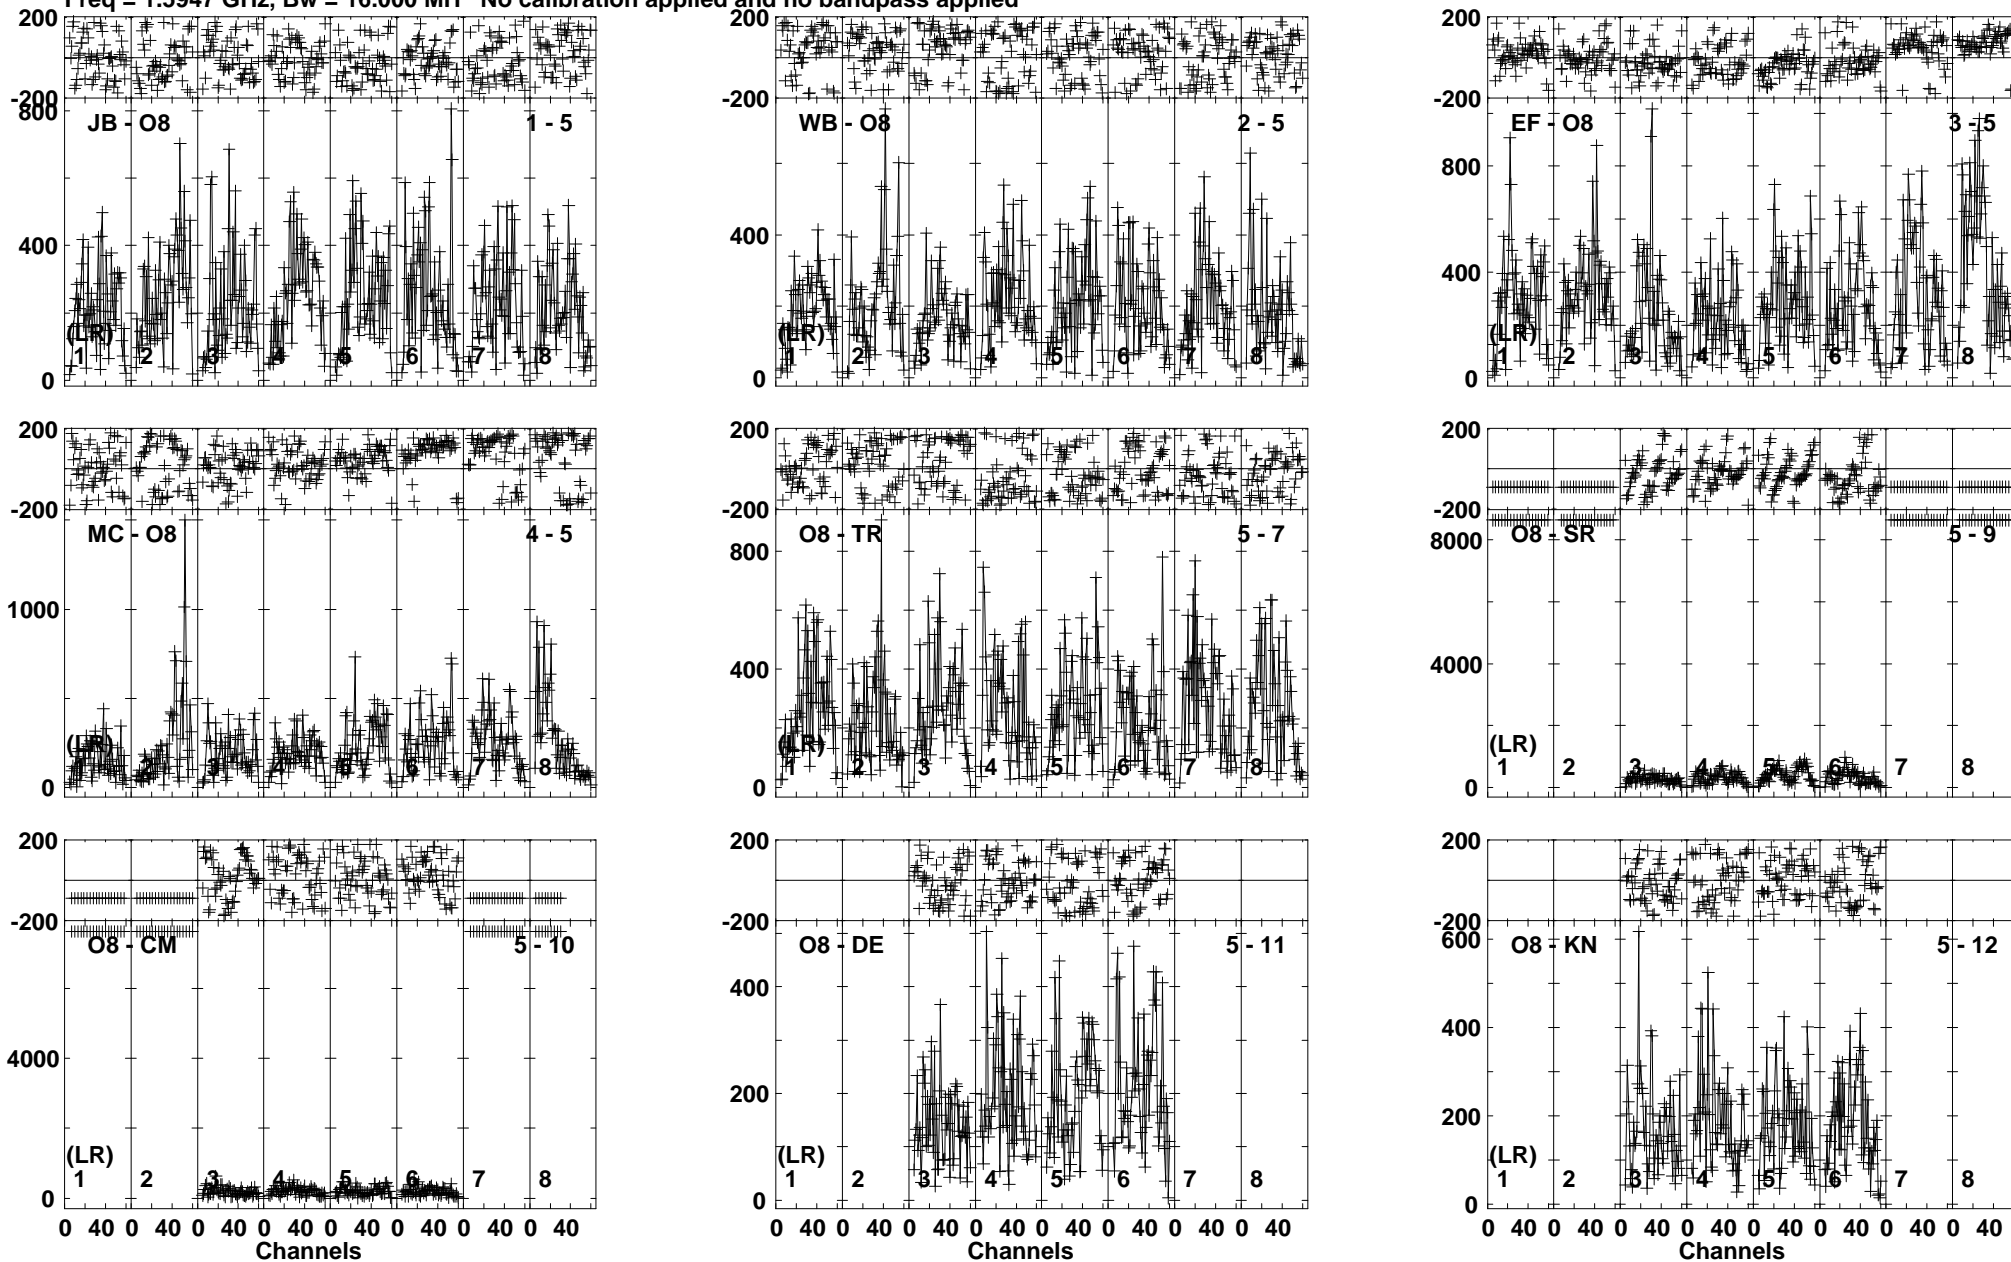 Freq = 1.5947 GHz, Bw = 16.000 MH No calibration applied and no bandpass applied
200 200 200
-200 -200 -200
800
JB - O8 1 - 5 WB - O8 2 - 5 EF - O8 3 - 5
800
400 400 400
(LR) (LR) (LR)
1 2 3 4 5 6 7 8 1 2 3 4 5 6 7 8 1 2 3 4 5 6 7 8
0 0 0
200 200 200
-200 -200 -200
MC - O8 4 - 5 O8 - TR 5 - 7 O8 - SR 5 - 9
800 8000
1000
400 4000
(LR) (LR) (LR)
1 2 3 4 5 6 7 8 1 2 3 4 5 6 7 8 1 2 3 4 5 6 7 8
0 0 0
200 200 200
-200 -200 -200
O8 - CM 5 - 10 O8 - DE 5 - 11 O8 - KN 5 - 12
600
400 400
4000
200 200
(LR) (LR) (LR)
1 2 3 4 5 6 7 8 1 2 3 4 5 6 7 8 1 2 3 4 5 6 7 8
0 0 0
0 40 0 40 0 40 0 40 0 40 0 40 0 40 0 40 0 40 0 40 0 40 0 40 0 40 0 40 0 40 0 40 0 40 0 40 0 40 0 40 0 40 0 40 0 40 0 40
Channels Channels Channels